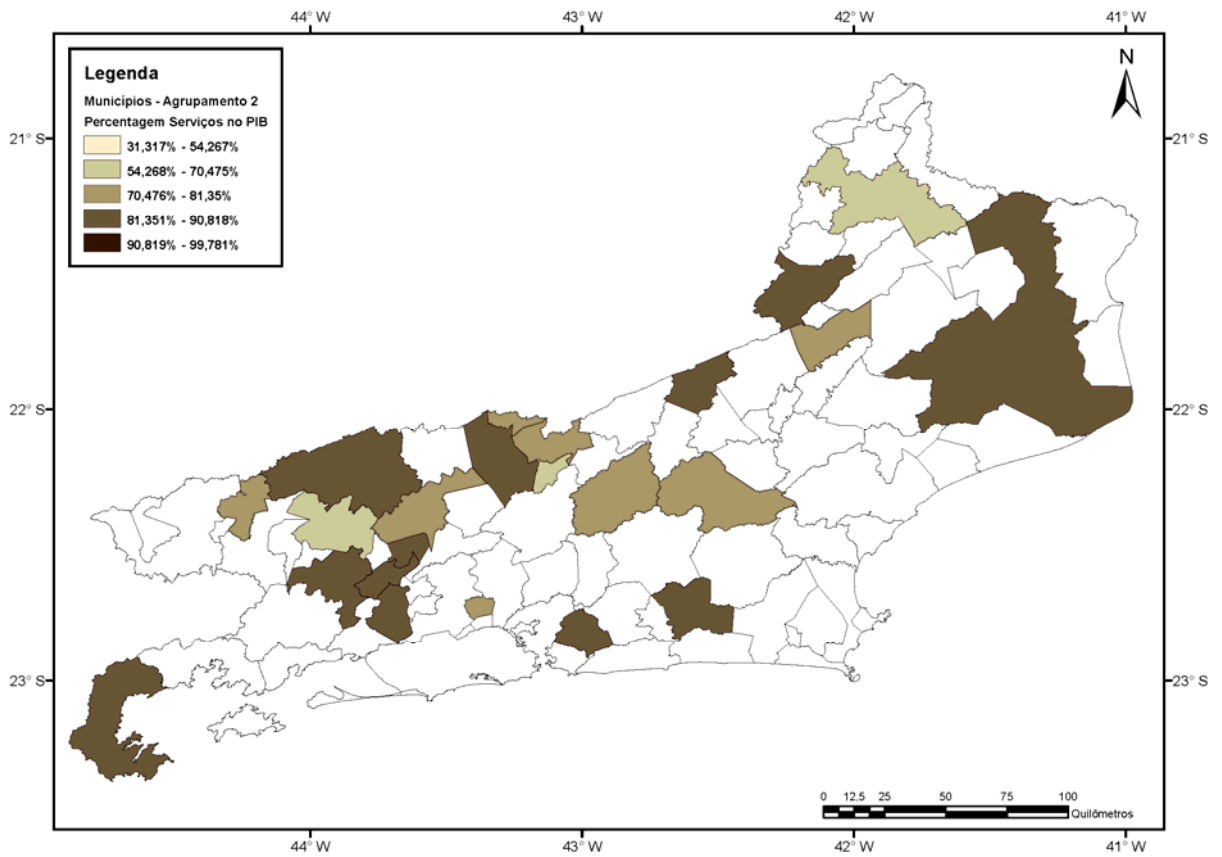 44° W 43° W 42° W 41° W
N
Legenda
Municípios - Agrupamento 2
Percentagem Serviços no PIB
31,317% - 54,267%
54,268% - 70,475%
70,476% - 81,35%
81,351% - 90,818%
90,819% - 99,781%
21° S 21° S
22° S 22° S
23° S 23° S
0 12,5 25 50 75 100
Quilômetros
44° W 43° W 42° W 41° W